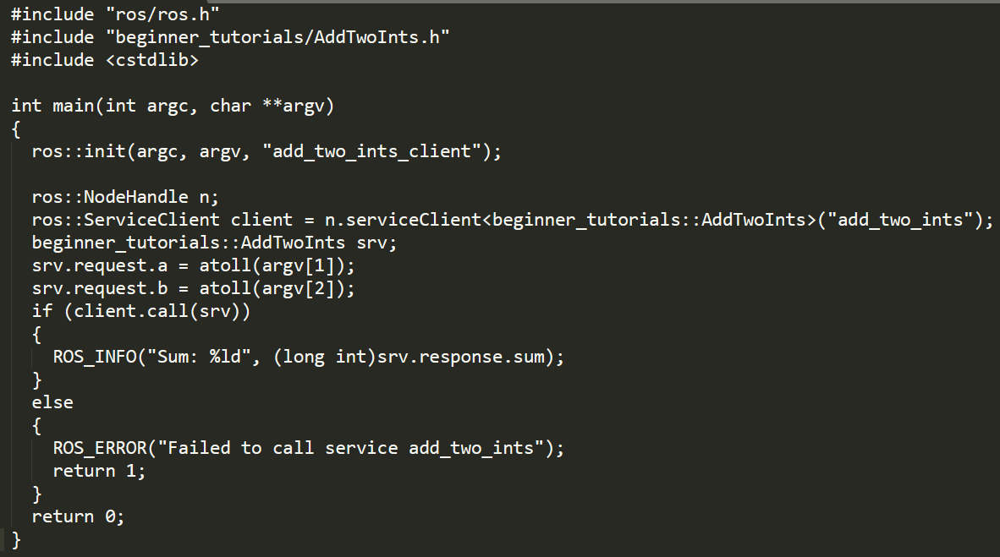 #include "ros/ros.h"
#include "beginner_tutorials/AddTwoInts.h"
#include <cstdlib>

int main(int argc, char **argv)
{
  ros::init(argc, argv, "add_two_ints_client");

  ros::NodeHandle n;
  ros::ServiceClient client = n.serviceClient<beginner_tutorials::AddTwoInts>("add_two_ints");
  beginner_tutorials::AddTwoInts srv;
  srv.request.a = atoll(argv[1]);
  srv.request.b = atoll(argv[2]);
  if (client.call(srv))
  {
    ROS_INFO("Sum: %ld", (long int)srv.response.sum);
  }
  else
  {
    ROS_ERROR("Failed to call service add_two_ints");
    return 1;
  }
  return 0;
}